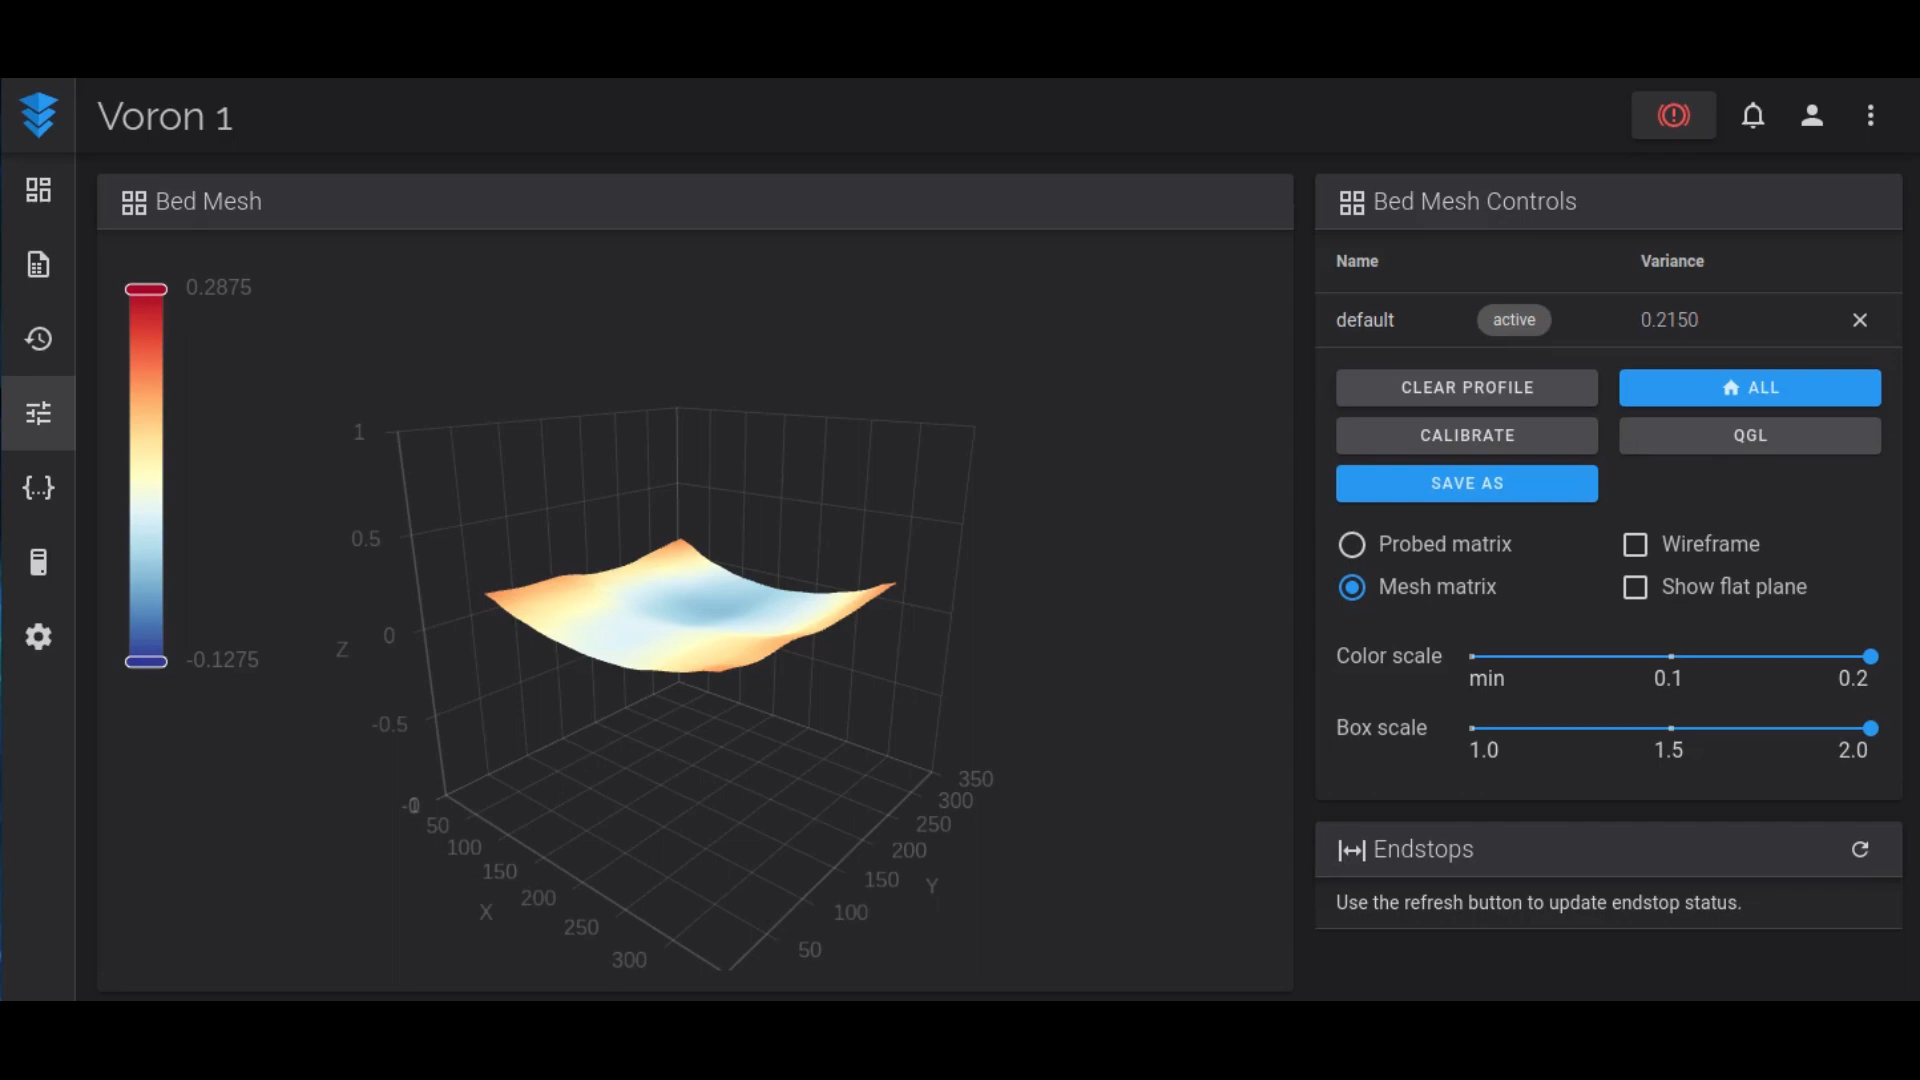 Voron 1
Bed Mesh
0.2875
-0.1275
1
0.5
0
Z
-0.5
50
100
150
200
X
250
300
350
300
250
200
150
Y
100
50
Bed Mesh Controls
Name Variance
default active 0.2150
CLEAR PROFILE ALL
CALIBRATE QGL
SAVE AS
Probed matrix Wireframe
Mesh matrix Show flat plane
Color scale
min 0.1 0.2
Box scale
1.0 1.5 2.0
Endstops
Use the refresh button to update endstop status.